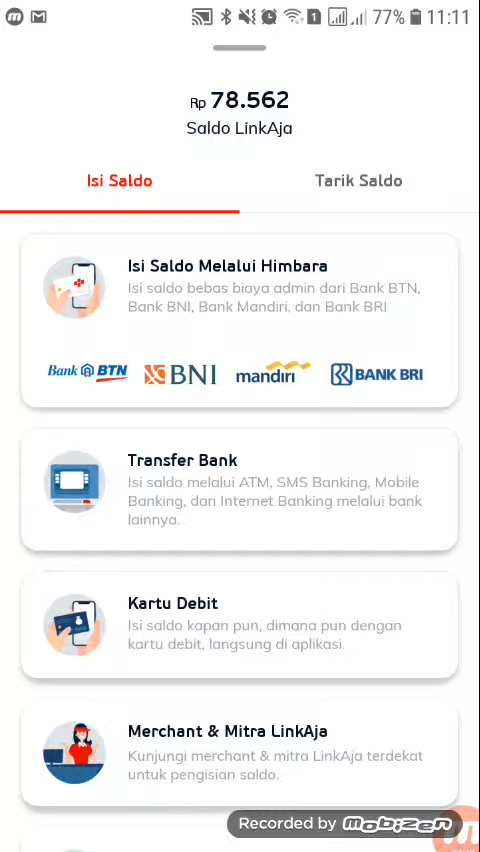 1 77% 11:11
Rp 78.562
Saldo LinkAja
Isi Saldo Tarik Saldo
Isi Saldo Melalui Himbara
Isi saldo bebas biaya admin dari Bank BTN,
Bank BNI, Bank Mandiri, dan Bank BRI
Bank BTN BNI mandiri BANK BRI
Transfer Bank
Isi saldo melalui ATM, SMS Banking, Mobile
Banking, dan Internet Banking melalui bank
lainnya.
Kartu Debit
Isi saldo kapan pun, dimana pun dengan
kartu debit, langsung di aplikasi.
Merchant & Mitra LinkAja
Kunjungi merchant & mitra LinkAja terdekat
untuk pengisian saldo.
Recorded by Mobizen